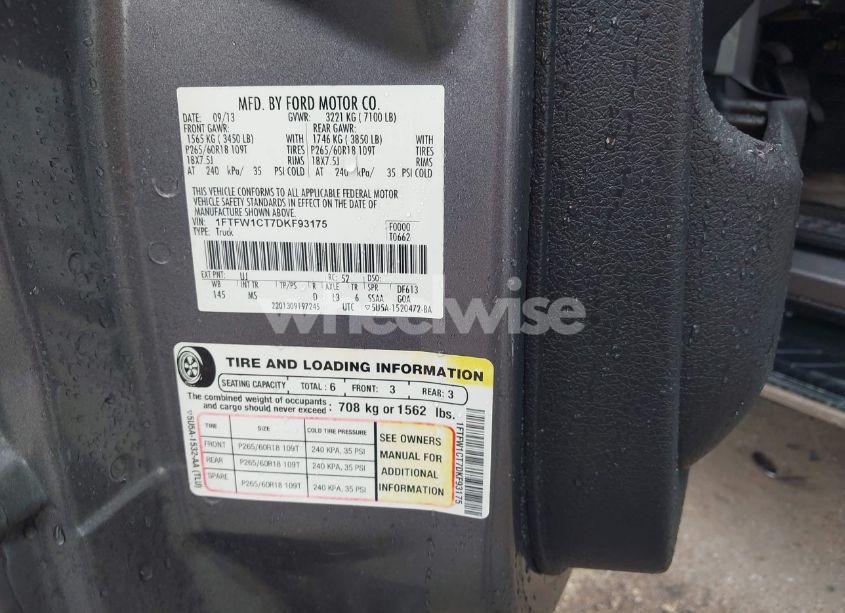 MFD. BY FORD MOTOR CO.
DATE: 09/13 GVWR: 3221 KG ( 7100 LB)
FRONT GAWR: REAR GAWR:
1565 KG ( 3450 LB) WITH 1746 KG ( 3850 LB) WITH
P265/60R18 109T TIRES P265/60R18 109T TIRES
18X7.5J RIMS 18X7.5J RIMS
AT 240 kPa/ 35 PSI COLD AT 240 kPa/ 35 PSI COLD
THIS VEHICLE CONFORMS TO ALL APPLICABLE FEDERAL MOTOR
VEHICLE SAFETY STANDARDS IN EFFECT ON THE DATE OF
MANUFACTURE SHOWN ABOVE.
VIN: 1FTFW1CT7DKF93175 F0000
TYPE: Truck T0662
EXT PNT: UJ RC: 52 DSO:
WB INT TR TP/PS R AXLE TR SPR DF613
145 MS D L3 6 SSAA GOA
2201309197245 UTC ▽5U5A-1520472-BA
wheelwise
TIRE AND LOADING INFORMATION
SEATING CAPACITY TOTAL: 6 FRONT: 3 REAR: 3
The combined weight of occupants and cargo should never exceed: 708 kg or 1562 lbs.
TIRE SIZE COLD TIRE PRESSURE
FRONT P265/60R18 109T 240 KPA, 35 PSI
REAR P265/60R18 109T 240 KPA, 35 PSI
SPARE P265/60R18 109T 240 KPA, 35 PSI
SEE OWNERS
MANUAL FOR
ADDITIONAL
INFORMATION
▽5U5A-1532-AA (TLU)
1FTFW1CT7DKF93175